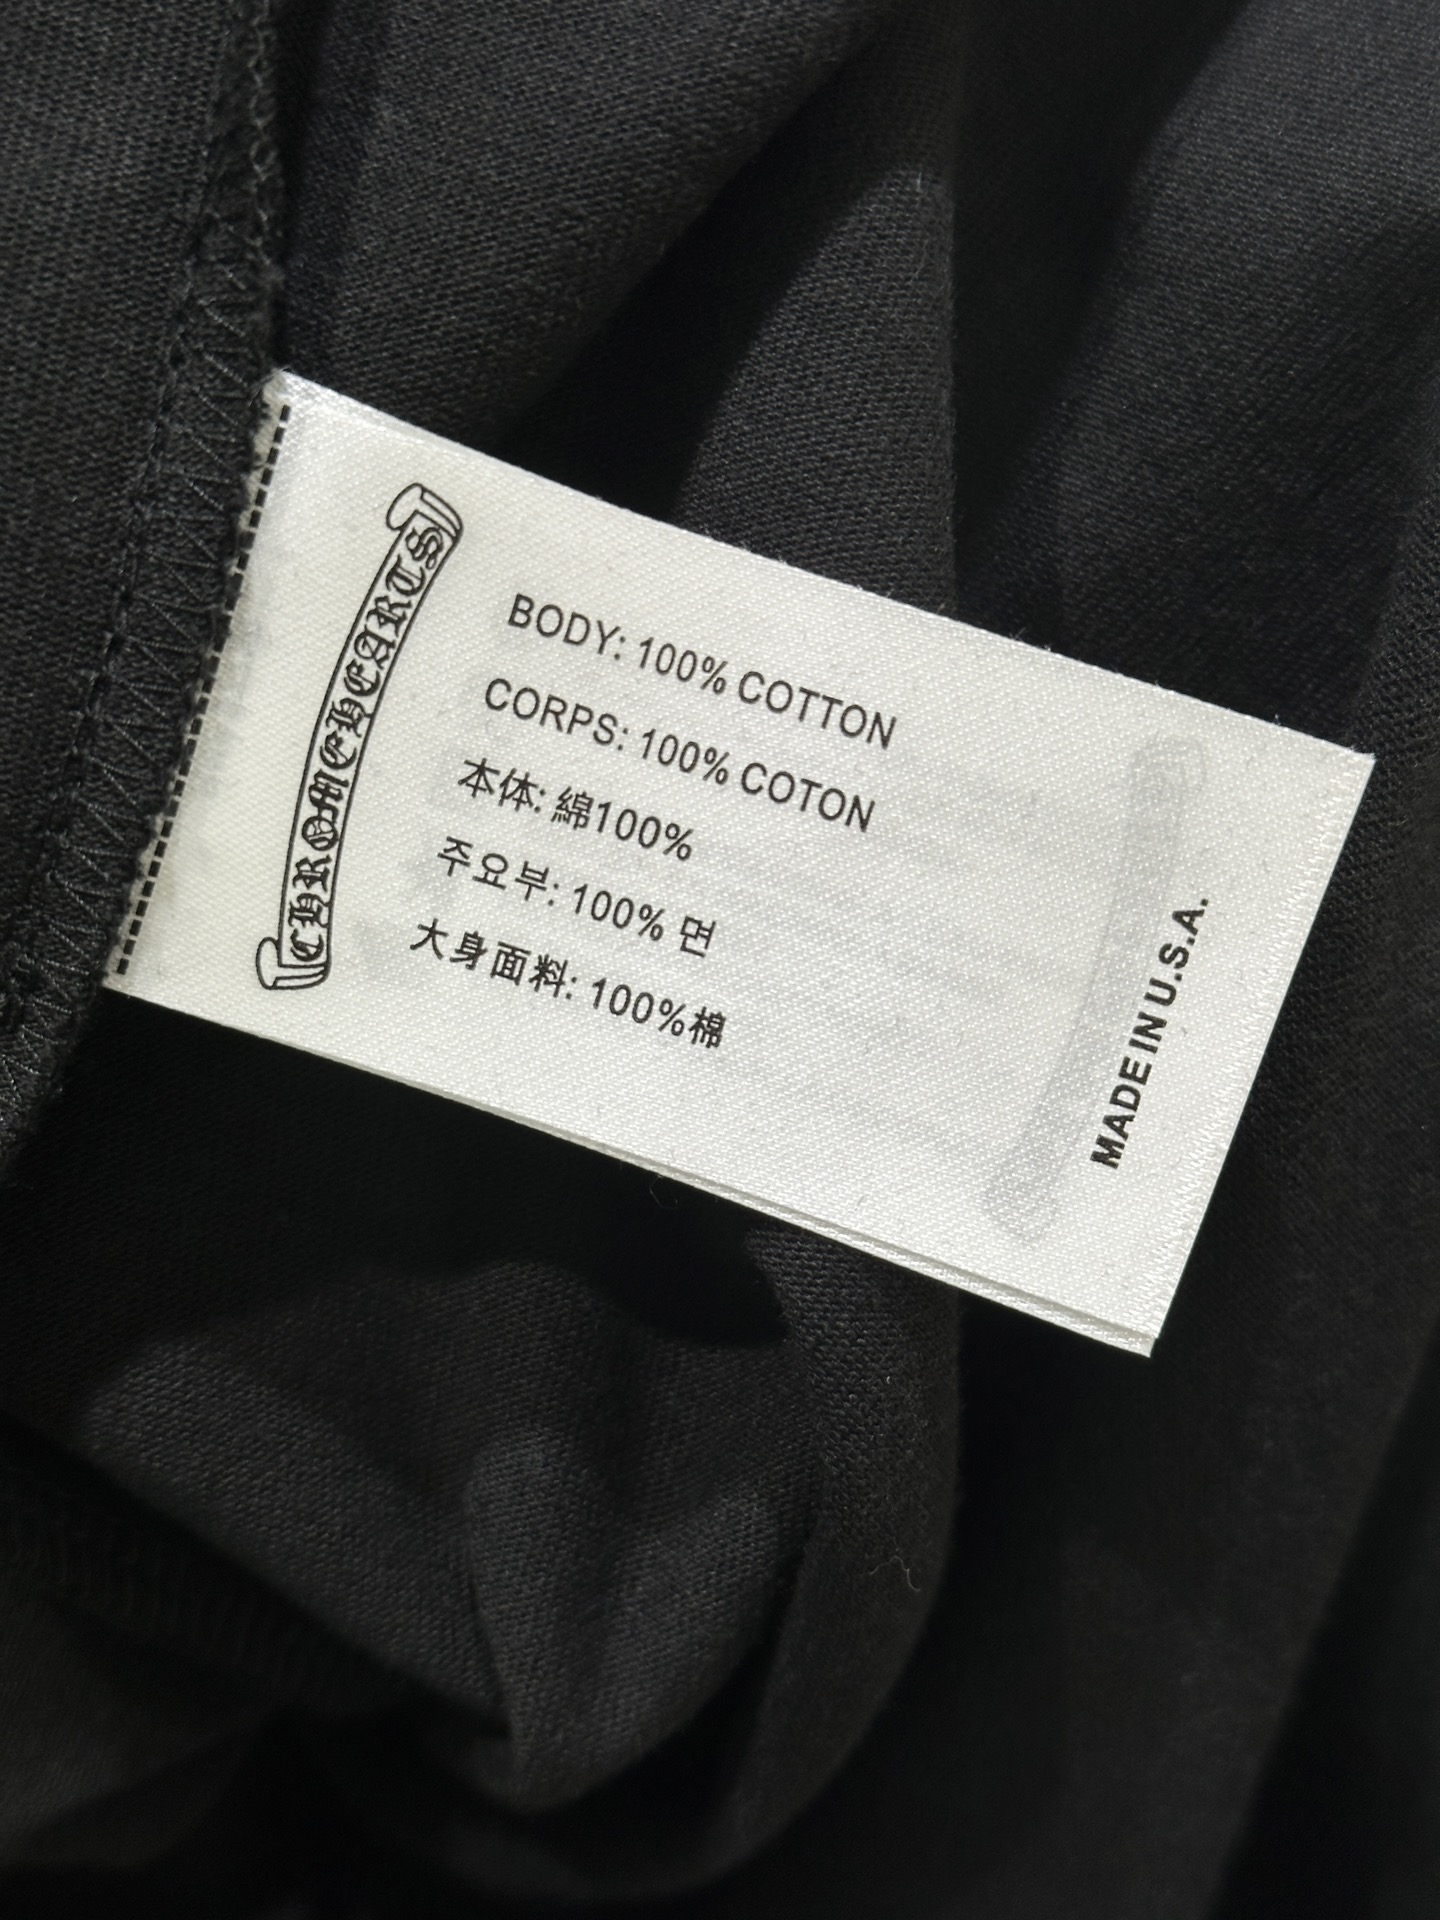 CHROME HEARTS
BODY: 100% COTTON
CORPS: 100% COTON
本体: 綿100%
주요부: 100% 면
大身面料: 100%棉
MADE IN U.S.A.